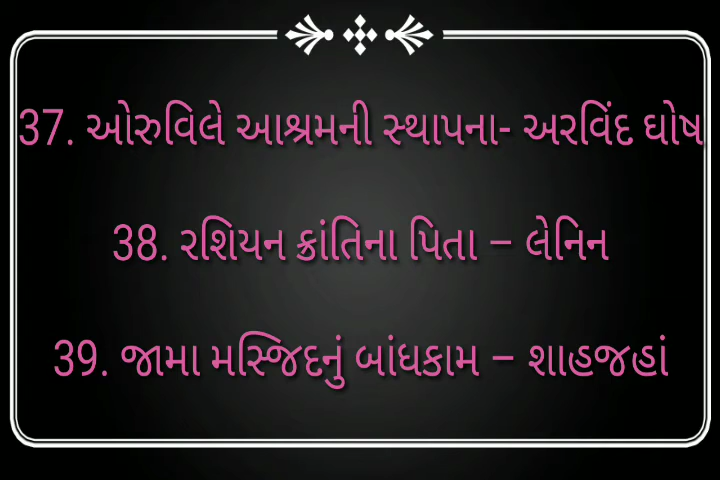 37. ઓરુવિલે આશ્રમની સ્થાપના- અરવિંદ ઘોષ
38. રશિયન ક્રાંતિના પિતા – લેનિન
39. જામા મસ્જિદનું બાંધકામ – શાહજહાં